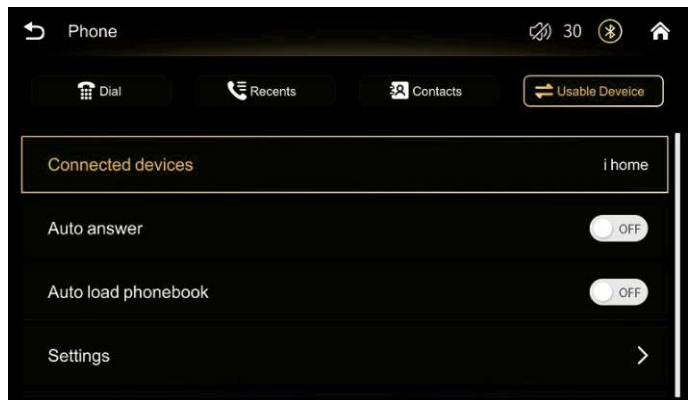 Phone 30
Dial Recents Contacts Usable Deveice
Connected devices i home
Auto answer OFF
Auto load phonebook OFF
Settings